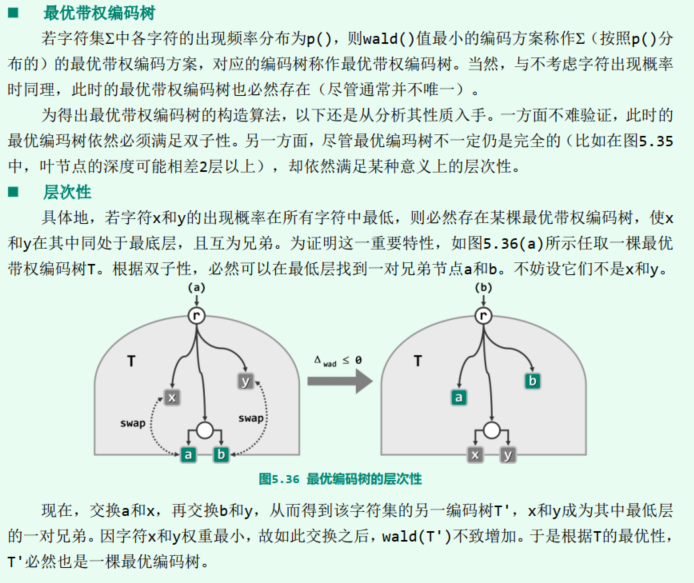 ■ 最优带权编码树
若字符集Σ中各字符的出现频率分布为p()，则wald()值最小的编码方案称作Σ（按照p()分
布的）的最优带权编码方案，对应的编码树称作最优带权编码树。当然，与不考虑字符出现概率
时同理，此时的最优带权编码树也必然存在（尽管通常并不唯一）。
为得出最优带权编码树的构造算法，以下还是从分析其性质入手。一方面不难验证，此时的
最优编码树依然必须满足双子性。另一方面，尽管最优编码树不一定仍是完全的（比如在图5.35
中，叶节点的深度可能相差2层以上），却依然满足某种意义上的层次性。
■ 层次性
具体地，若字符x和y的出现概率在所有字符中最低，则必然存在某棵最优带权编码树，使x
和y在其中同处于最底层，且互为兄弟。为证明这一重要特性，如图5.36(a)所示任取一棵最优
带权编码树T。根据双子性，必然可以在最低层找到一对兄弟节点a和b。不妨设它们不是x和y。
(a)
(b)
r
r
T
Δwad ≤ 0
T
x
y
a
b
swap
swap
a
b
x
y
图5.36 最优编码树的层次性
现在，交换a和x，再交换b和y，从而得到该字符集的另一编码树T'，x和y成为其中最低层
的一对兄弟。因字符x和y权重最小，故如此交换之后，wald(T')不致增加。于是根据T的最优性，
T'必然也是一棵最优编码树。